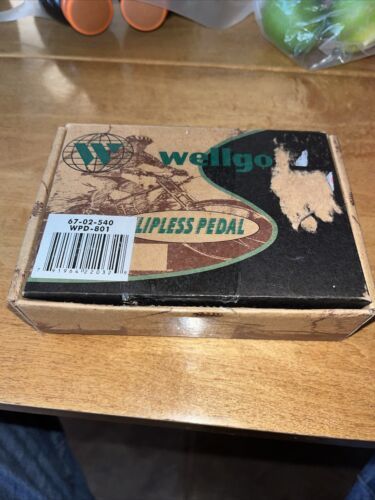 W
wellgo
67-02-540
WPD-801
LIPLESS PEDAL